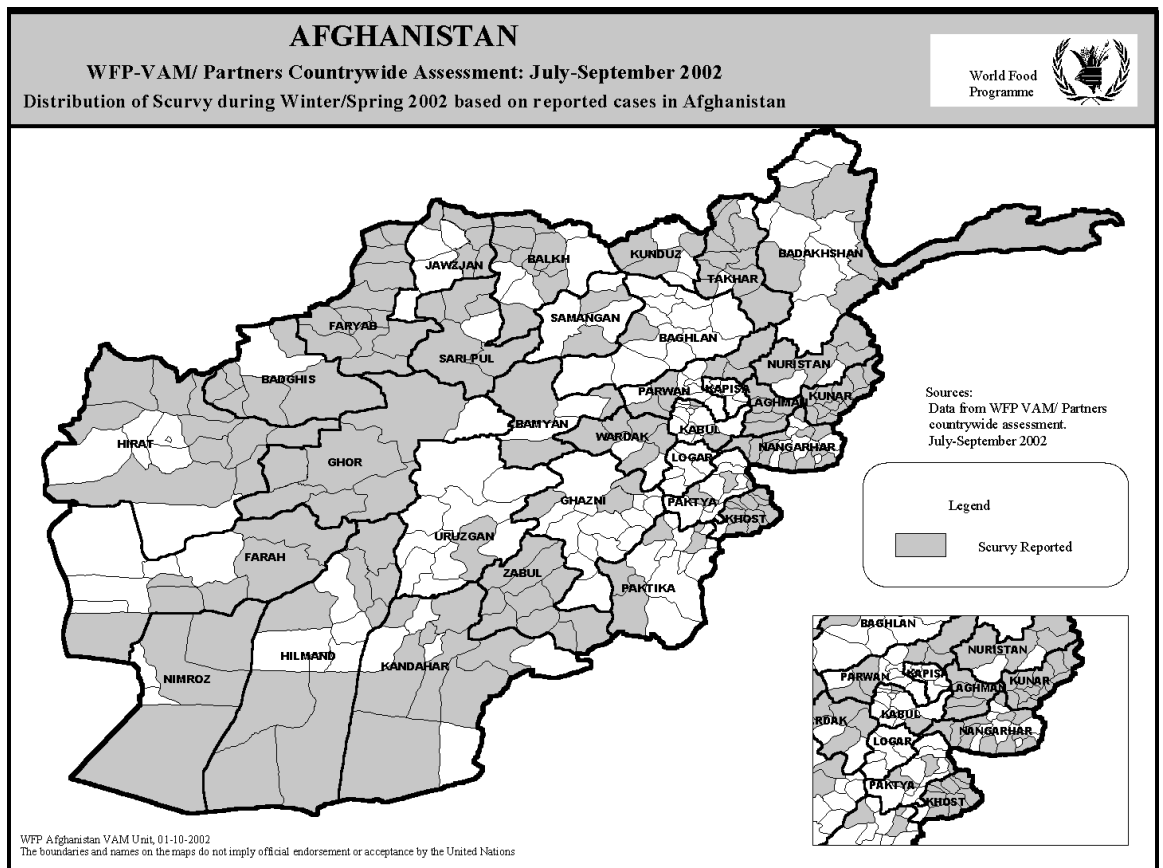 AFGHANISTAN
WFP-VAM/ Partners Countrywide Assessment: July-September 2002
Distribution of Scurvy during Winter/Spring 2002 based on reported cases in Afghanistan
World Food
Programme
JAWZJAN
BALKH
KUNDUZ
TAKHAR
BADAKHSHAN
FARYAB
SAMANGAN
BAGHLAN
SARI-PUL
NURISTAN
BADGHIS
PARWAN
KAPISA
LAGHMAN
KUNAR
HIRAT
BAMYAN
WARDAK
KABUL
NANGARHAR
GHOR
LOGAR
GHAZNI
PAKTYA
KHOST
URUZGAN
FARAH
ZABUL
PAKTIKA
HILMAND
KANDAHAR
NIMROZ
Sources:
Data from WFP VAM/ Partners
countrywide assessment.
July-September 2002
Legend
Scurvy Reported
BAGHLAN
NURISTAN
PARWAN
KAPISA
LAGHMAN
KUNAR
RDAK
KABUL
NANGARHAR
LOGAR
PAKTYA
KHOST
WFP Afghanistan VAM Unit, 01-10-2002
The boundaries and names on the maps do not imply official endorsement or acceptance by the United Nations